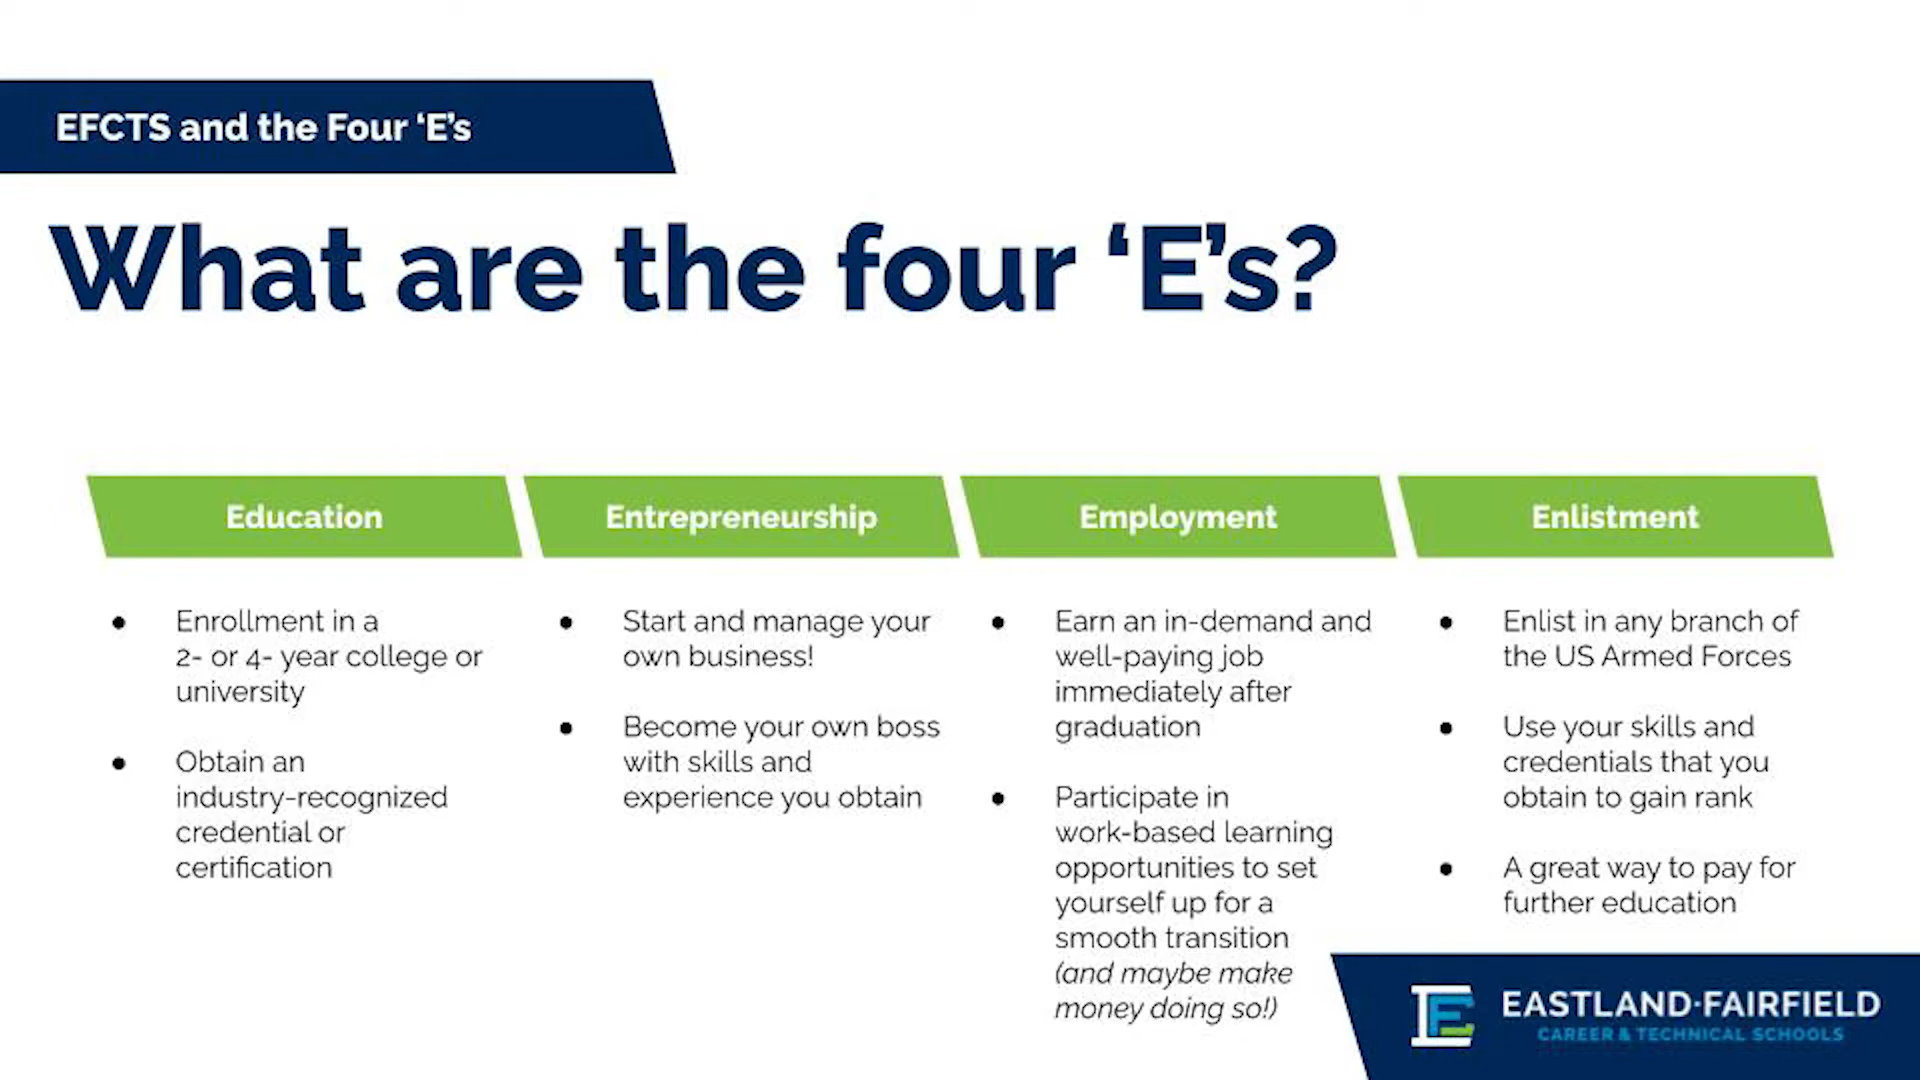 EFCTS and the Four ‘E’s
What are the four ‘E’s?
Education
Enrollment in a
2- or 4- year college or
university
Obtain an
industry-recognized
credential or
certification
Entrepreneurship
Start and manage your
own business!
Become your own boss
with skills and
experience you obtain
Employment
Earn an in-demand and
well-paying job
immediately after
graduation
Participate in
work-based learning
opportunities to set
yourself up for a
smooth transition
(and maybe make
money doing so!)
Enlistment
Enlist in any branch of
the US Armed Forces
Use your skills and
credentials that you
obtain to gain rank
A great way to pay for
further education
EASTLAND·FAIRFIELD
CAREER & TECHNICAL SCHOOLS